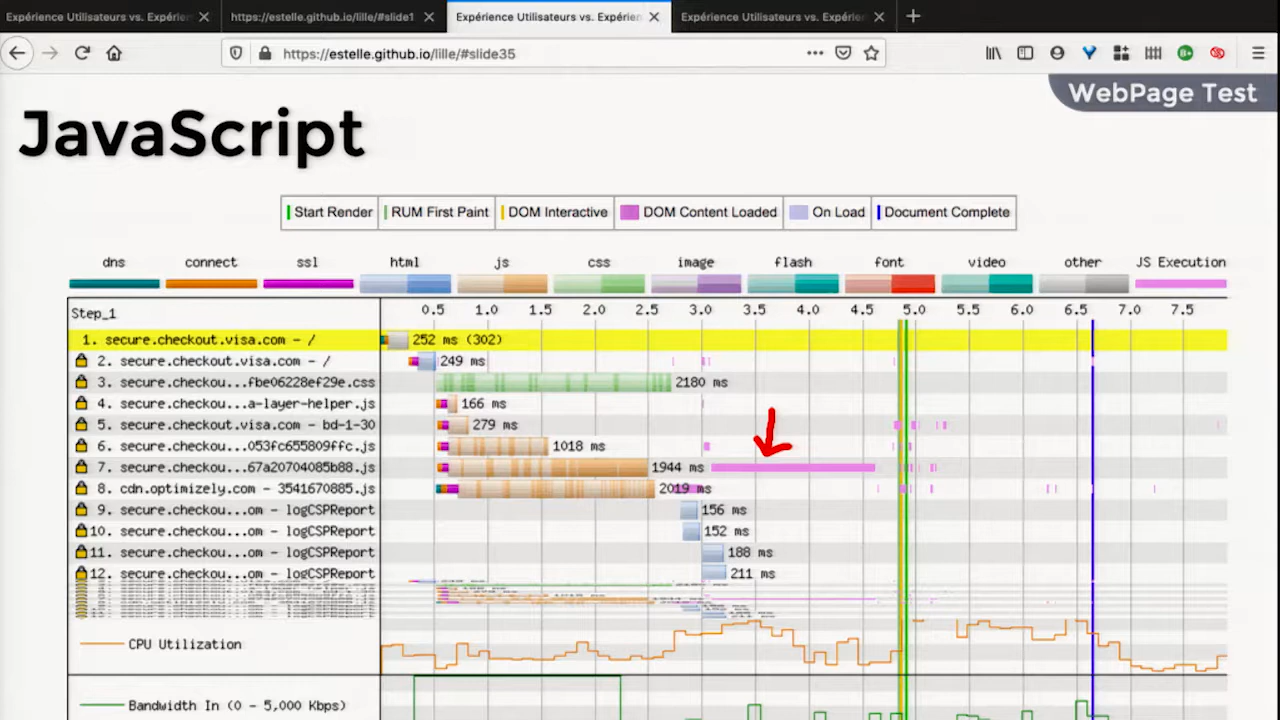 Expérience Utilisateurs vs. Expérien
https://estelle.github.io/lille/#slide1
Expérience Utilisateurs vs. Expérien
Expérience Utilisateurs vs. Expérien
https://estelle.github.io/lille/#slide35
WebPage Test
JavaScript
Start Render
RUM First Paint
DOM Interactive
DOM Content Loaded
On Load
Document Complete
dns connect ssl html js css image flash font video other JS Execution
Step_1 0.5 1.0 1.5 2.0 2.5 3.0 3.5 4.0 4.5 5.0 5.5 6.0 6.5 7.0 7.5
1. secure.checkout.visa.com - / 252 ms (302)
2. secure.checkout.visa.com - / 249 ms
3. secure.checkou...fbe06228ef29e.css 2180 ms
4. secure.checkou...a-layer-helper.js 166 ms
5. secure.checkout.visa.com - bd-1-30 279 ms
6. secure.checkou...053fc655809ffc.js 1018 ms
7. secure.checkou...67a20704085b88.js 1944 ms
8. cdn.optimizely.com - 3541670885.js 2019 ms
9. secure.checkou...om - logCSPReport 156 ms
10. secure.checkou...om - logCSPReport 152 ms
11. secure.checkou...om - logCSPReport 188 ms
12. secure.checkou...om - logCSPReport 211 ms
CPU Utilization
Bandwidth In (0 - 5,000 Kbps)